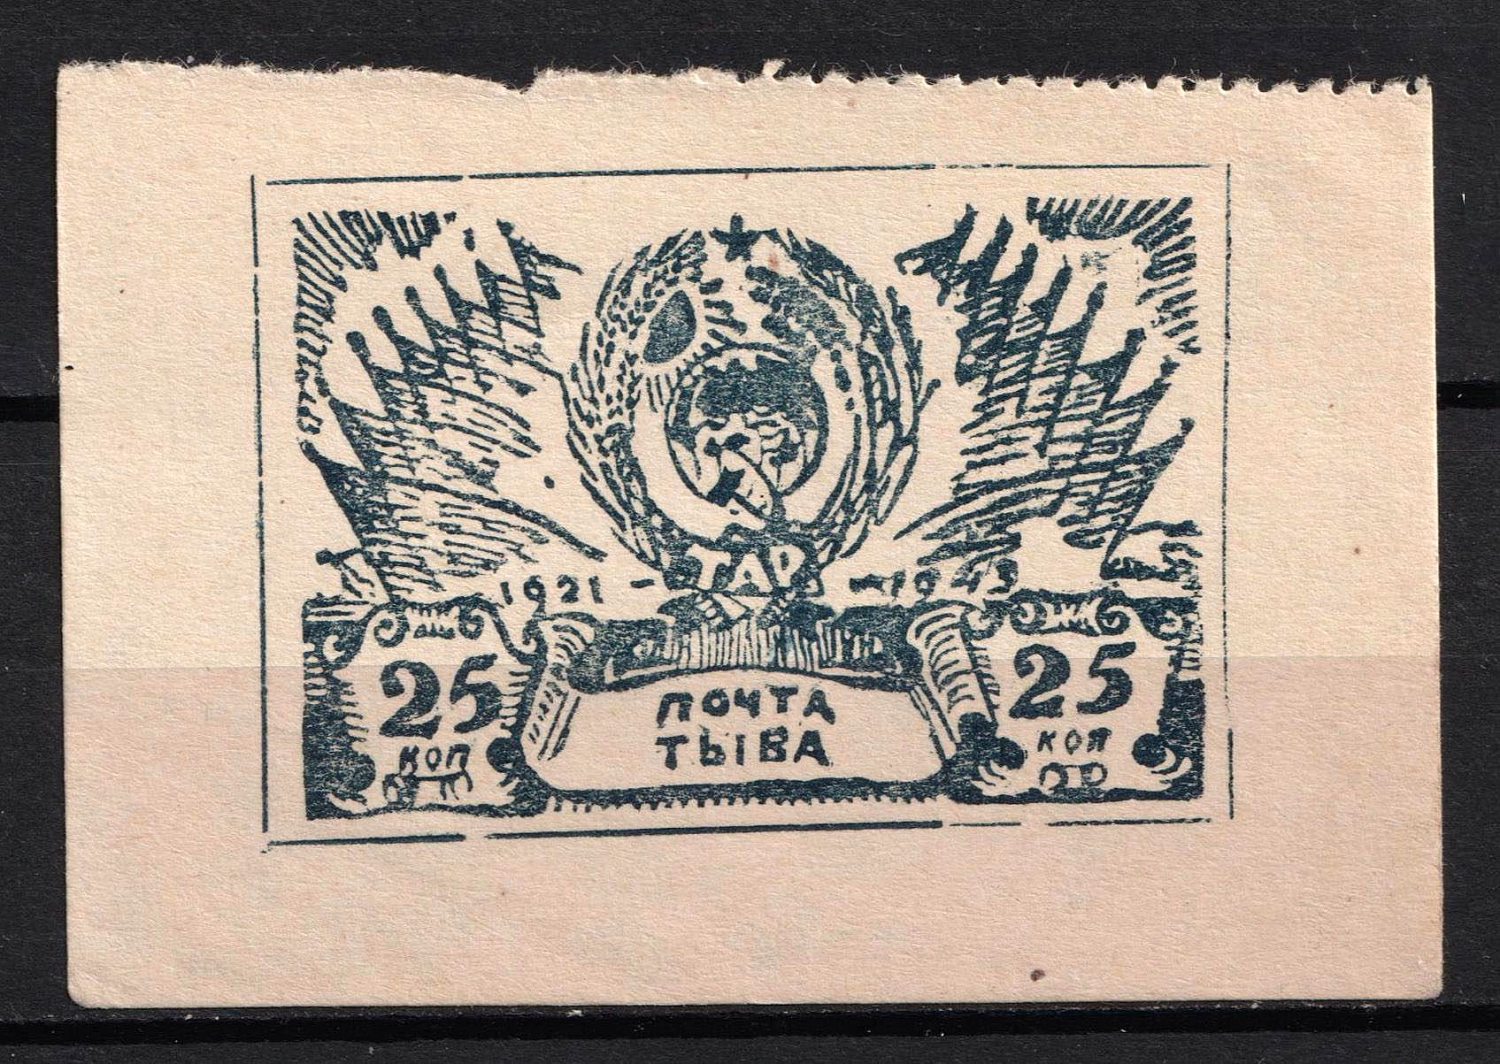 ТАР
1921 - - 1943
25 коп
ПОЧТА
ТЫВА
25 коп